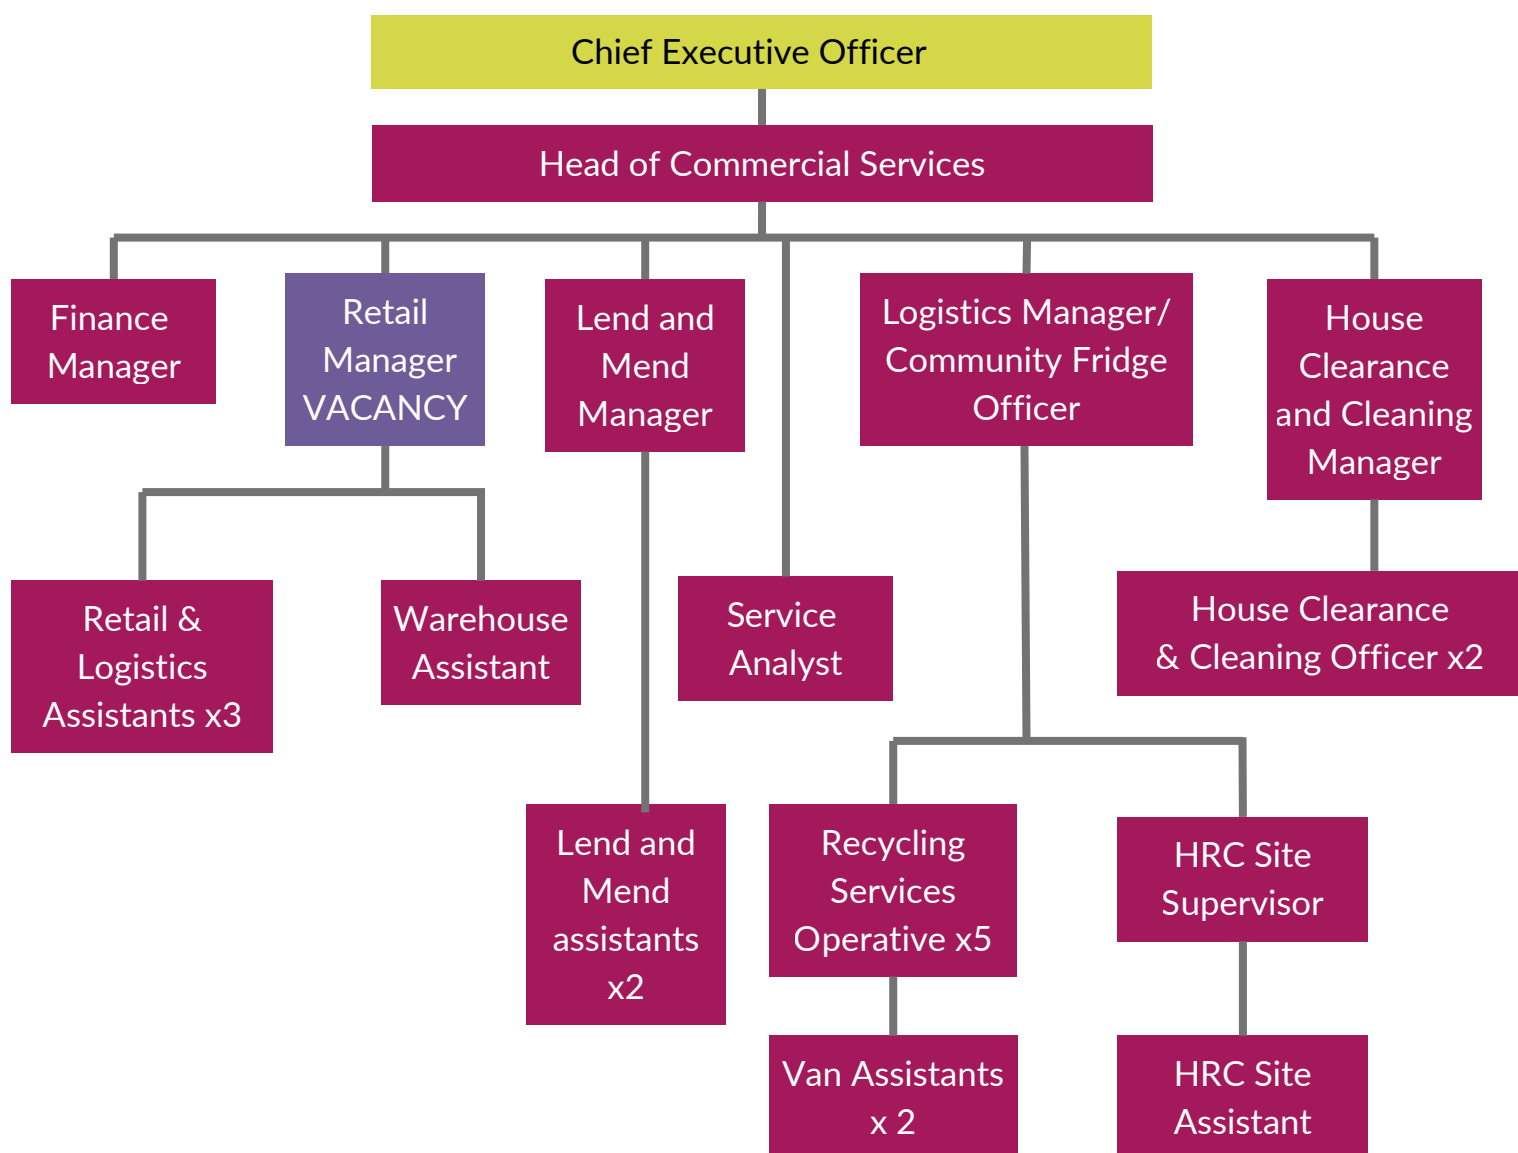 Chief Executive Officer
Head of Commercial Services
Finance
Manager
Retail
Manager
VACANCY
Lend and
Mend
Manager
Logistics Manager/
Community Fridge
Officer
House
Clearance
and Cleaning
Manager
Retail &
Logistics
Assistants x3
Warehouse
Assistant
Service
Analyst
House Clearance
& Cleaning Officer x2
Lend and
Mend
assistants
x2
Recycling
Services
Operative x5
HRC Site
Supervisor
Van Assistants
x 2
HRC Site
Assistant